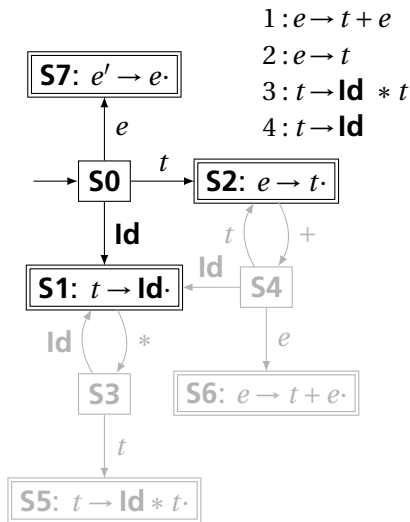 1 : e → t + e
2 : e → t
3 : t → Id * t
4 : t → Id
S7: e′ → e·
e
S0
t
S2: e → t·
Id
t
+
Id
S1: t → Id·
S4
Id
*
e
S3
S6: e → t + e·
t
S5: t → Id * t·